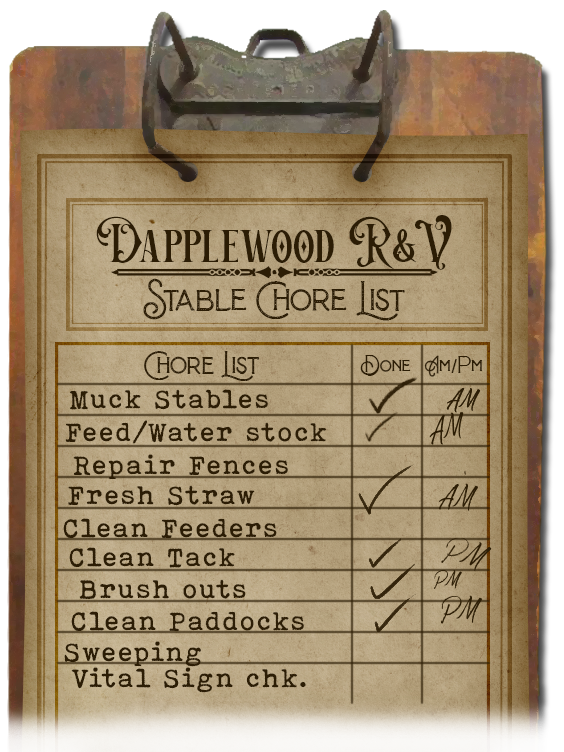 Dapplewood R&V
Stable Chore List
Chore List Done Am/Pm
Muck Stables ✓ AM
Feed/Water stock ✓ AM
Repair Fences
Fresh Straw ✓ AM
Clean Feeders
Clean Tack ✓ PM
Brush outs ✓ PM
Clean Paddocks ✓ PM
Sweeping
Vital Sign chk.